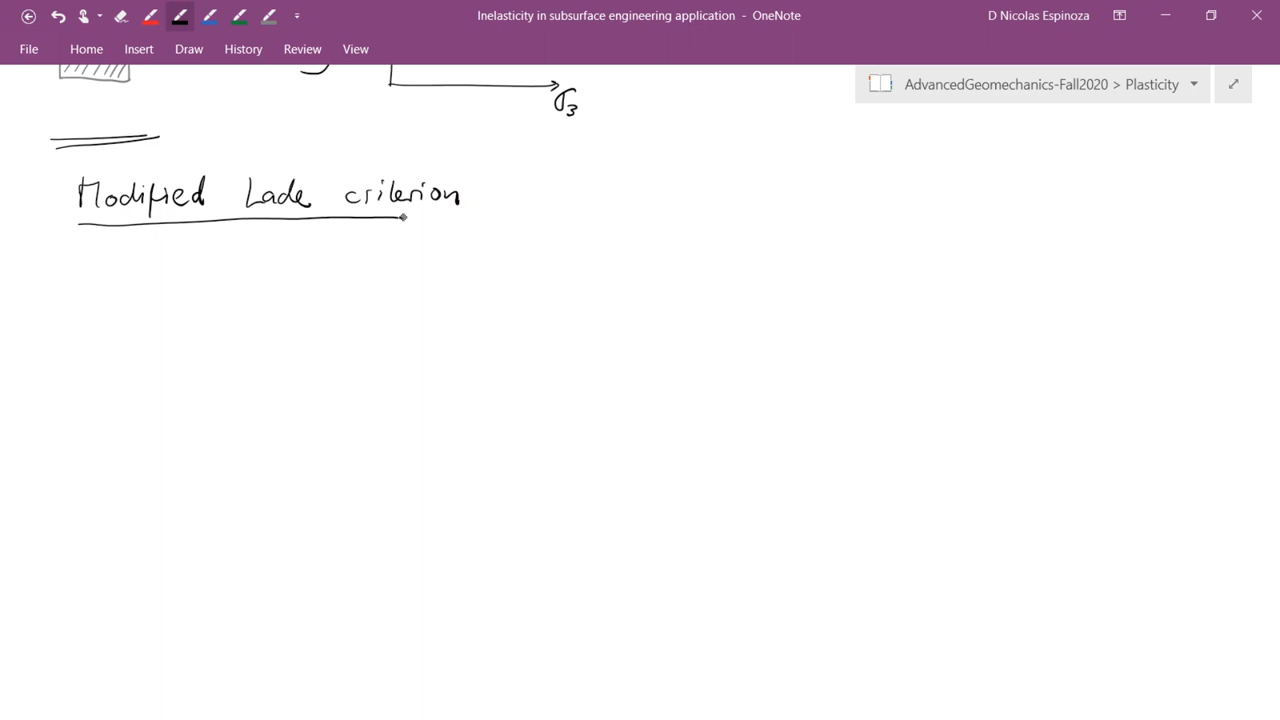 Inelasticity in subsurface engineering application - OneNote
D Nicolas Espinoza
File Home Insert Draw History Review View
AdvancedGeomechanics-Fall2020 > Plasticity
σ3
Modified Lade criterion